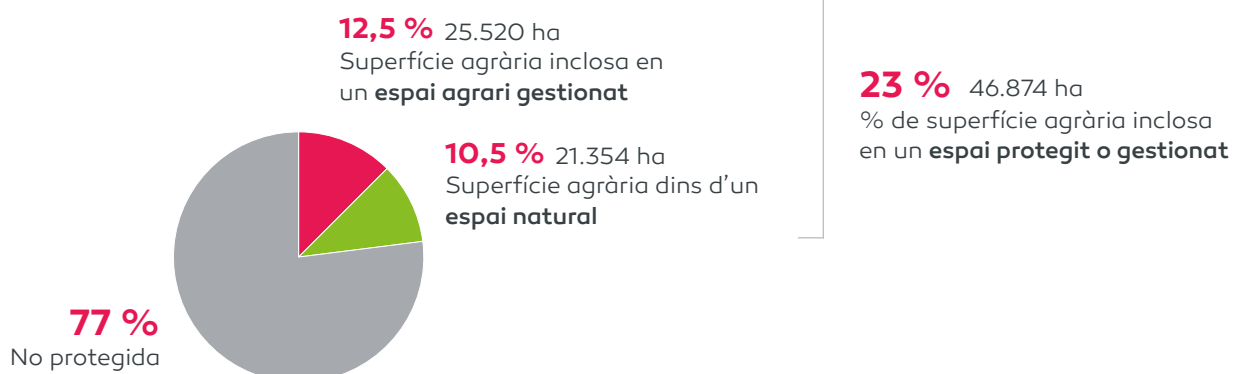 12,5 % 25.520 ha
Superfície agrària inclosa en
un espai agrari gestionat
10,5 % 21.354 ha
Superfície agrària dins d’un
espai natural
23 % 46.874 ha
% de superfície agrària inclosa
en un espai protegit o gestionat
77 %
No protegida